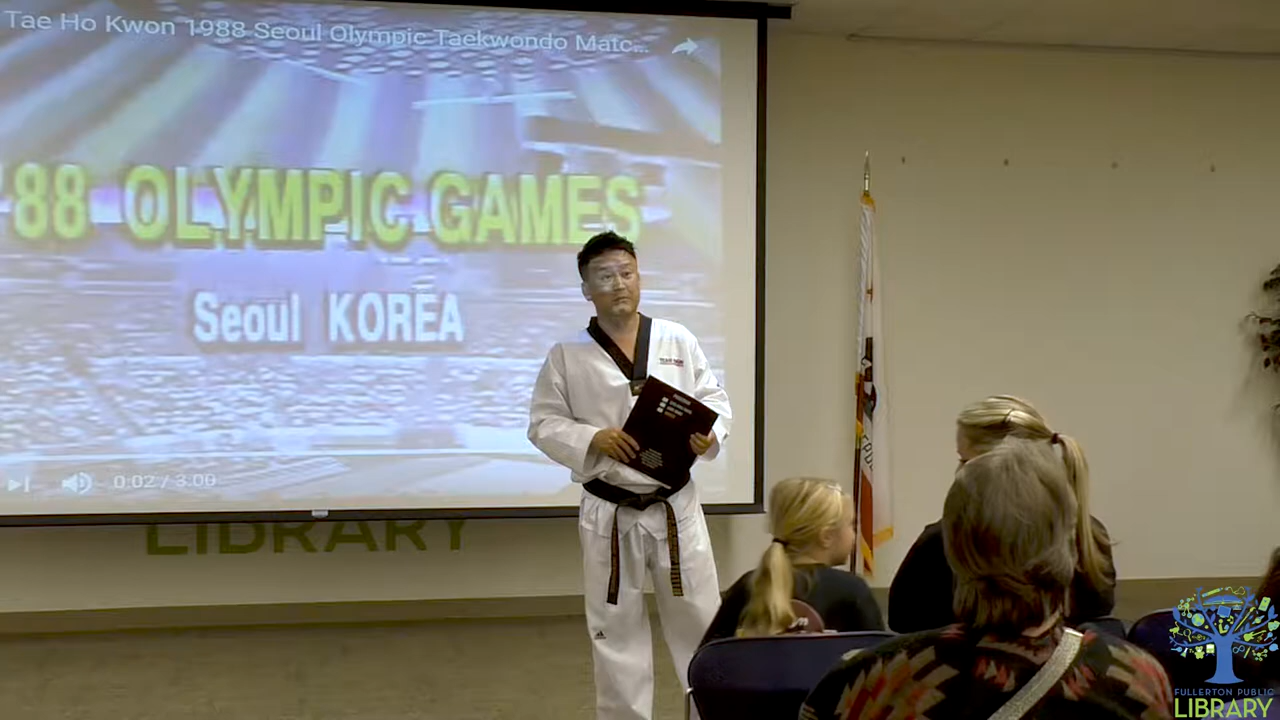 Tae Ho Kwon 1988 Seoul Olympic Taekwondo Matc...
'88 OLYMPIC GAMES
Seoul KOREA
0:02 / 3:00
LIBRARY
FULLERTON PUBLIC
LIBRARY